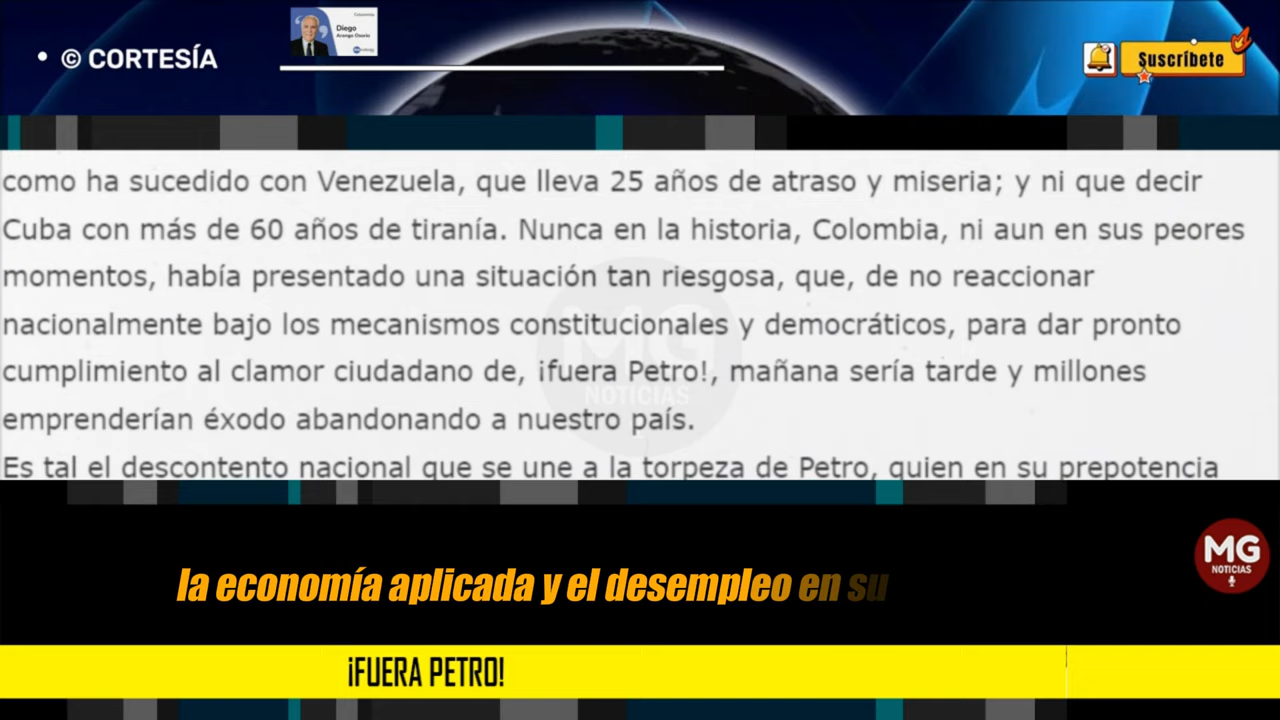 • © CORTESÍA
Columnista
Diego
Arango Osorio
Suscríbete
como ha sucedido con Venezuela, que lleva 25 años de atraso y miseria; y ni que decir
Cuba con más de 60 años de tiranía. Nunca en la historia, Colombia, ni aun en sus peores
momentos, había presentado una situación tan riesgosa, que, de no reaccionar
nacionalmente bajo los mecanismos constitucionales y democráticos, para dar pronto
cumplimiento al clamor ciudadano de, ¡fuera Petro!, mañana sería tarde y millones
emprenderían éxodo abandonando a nuestro país.
Es tal el descontento nacional que se une a la torpeza de Petro, quien en su prepotencia
MG
NOTICIAS
la economía aplicada y el desempleo en su
MG
NOTICIAS
¡FUERA PETRO!